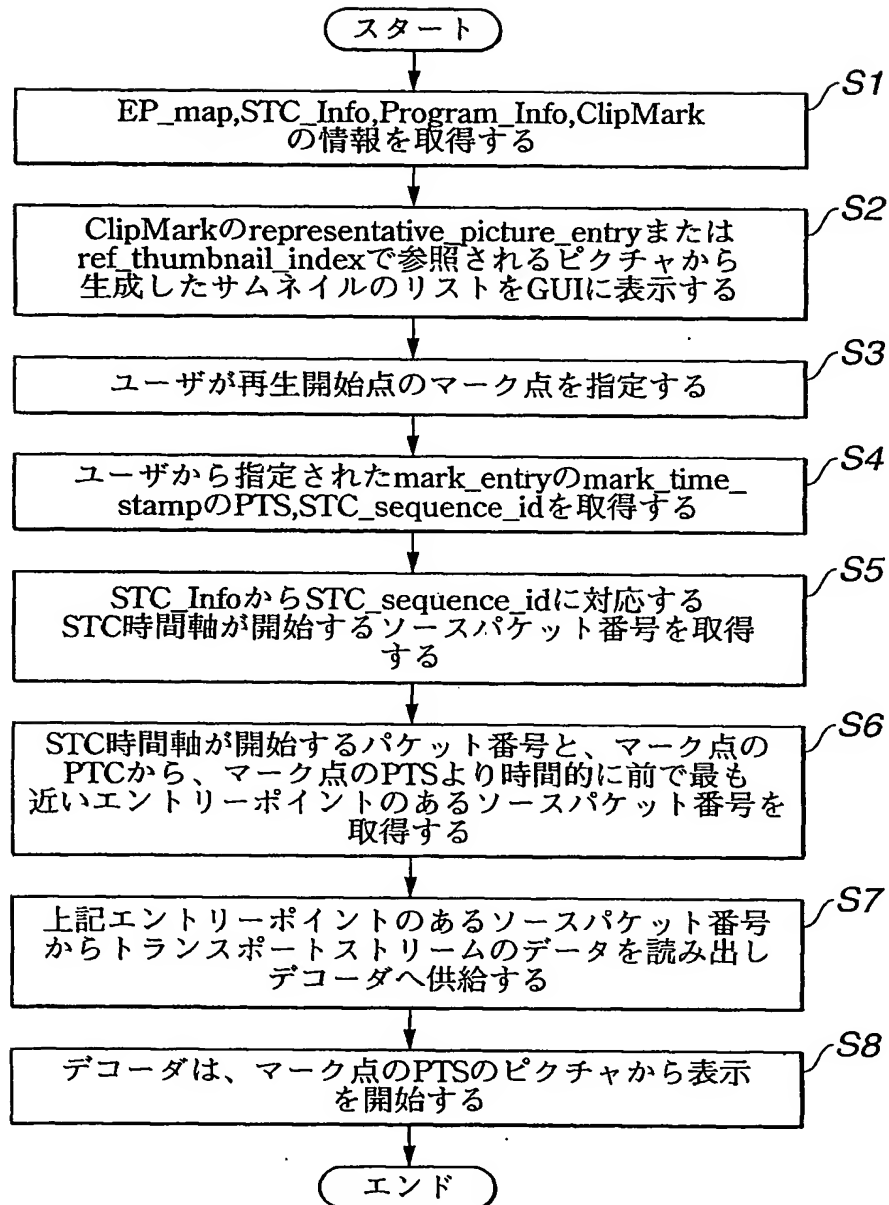 スタート
S1
EP_map,STC_Info,Program_Info,ClipMark
の情報を取得する
S2
ClipMarkのrepresentative_picture_entryまたは
ref_thumbnail_indexで参照されるピクチャから
生成したサムネイルのリストをGUIに表示する
S3
ユーザが再生開始点のマーク点を指定する
S4
ユーザから指定されたmark_entryのmark_time_
stampのPTS,STC_sequence_idを取得する
S5
STC_InfoからSTC_sequence_idに対応する
STC時間軸が開始するソースパケット番号を取得
する
S6
STC時間軸が開始するパケット番号と、マーク点の
PTCから、マーク点のPTSより時間的に前で最も
近いエントリーポイントのあるソースパケット番号を
取得する
S7
上記エントリーポイントのあるソースパケット番号
からトランスポートストリームのデータを読み出し
デコーダへ供給する
S8
デコーダは、マーク点のPTSのピクチャから表示
を開始する
エンド